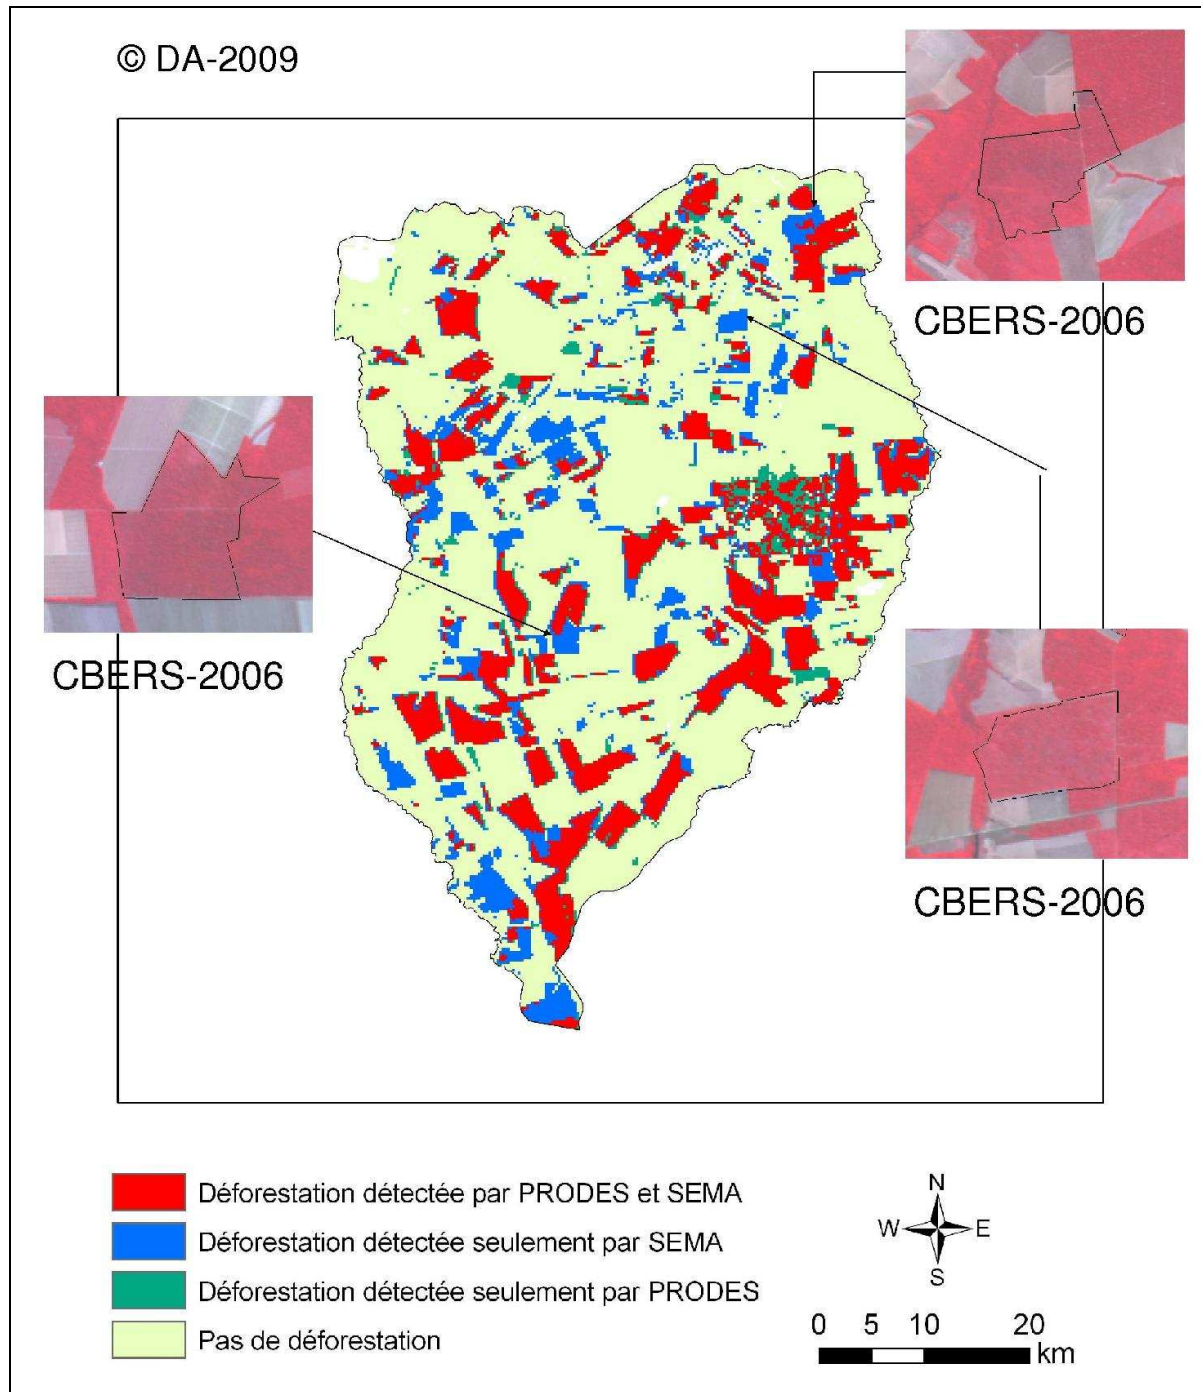 © DA-2009
CBERS-2006
CBERS-2006
CBERS-2006
Déforestation détectée par PRODES et SEMA
Déforestation détectée seulement par SEMA
Déforestation détectée seulement par PRODES
Pas de déforestation
N
W E
S
0 5 10 20
km